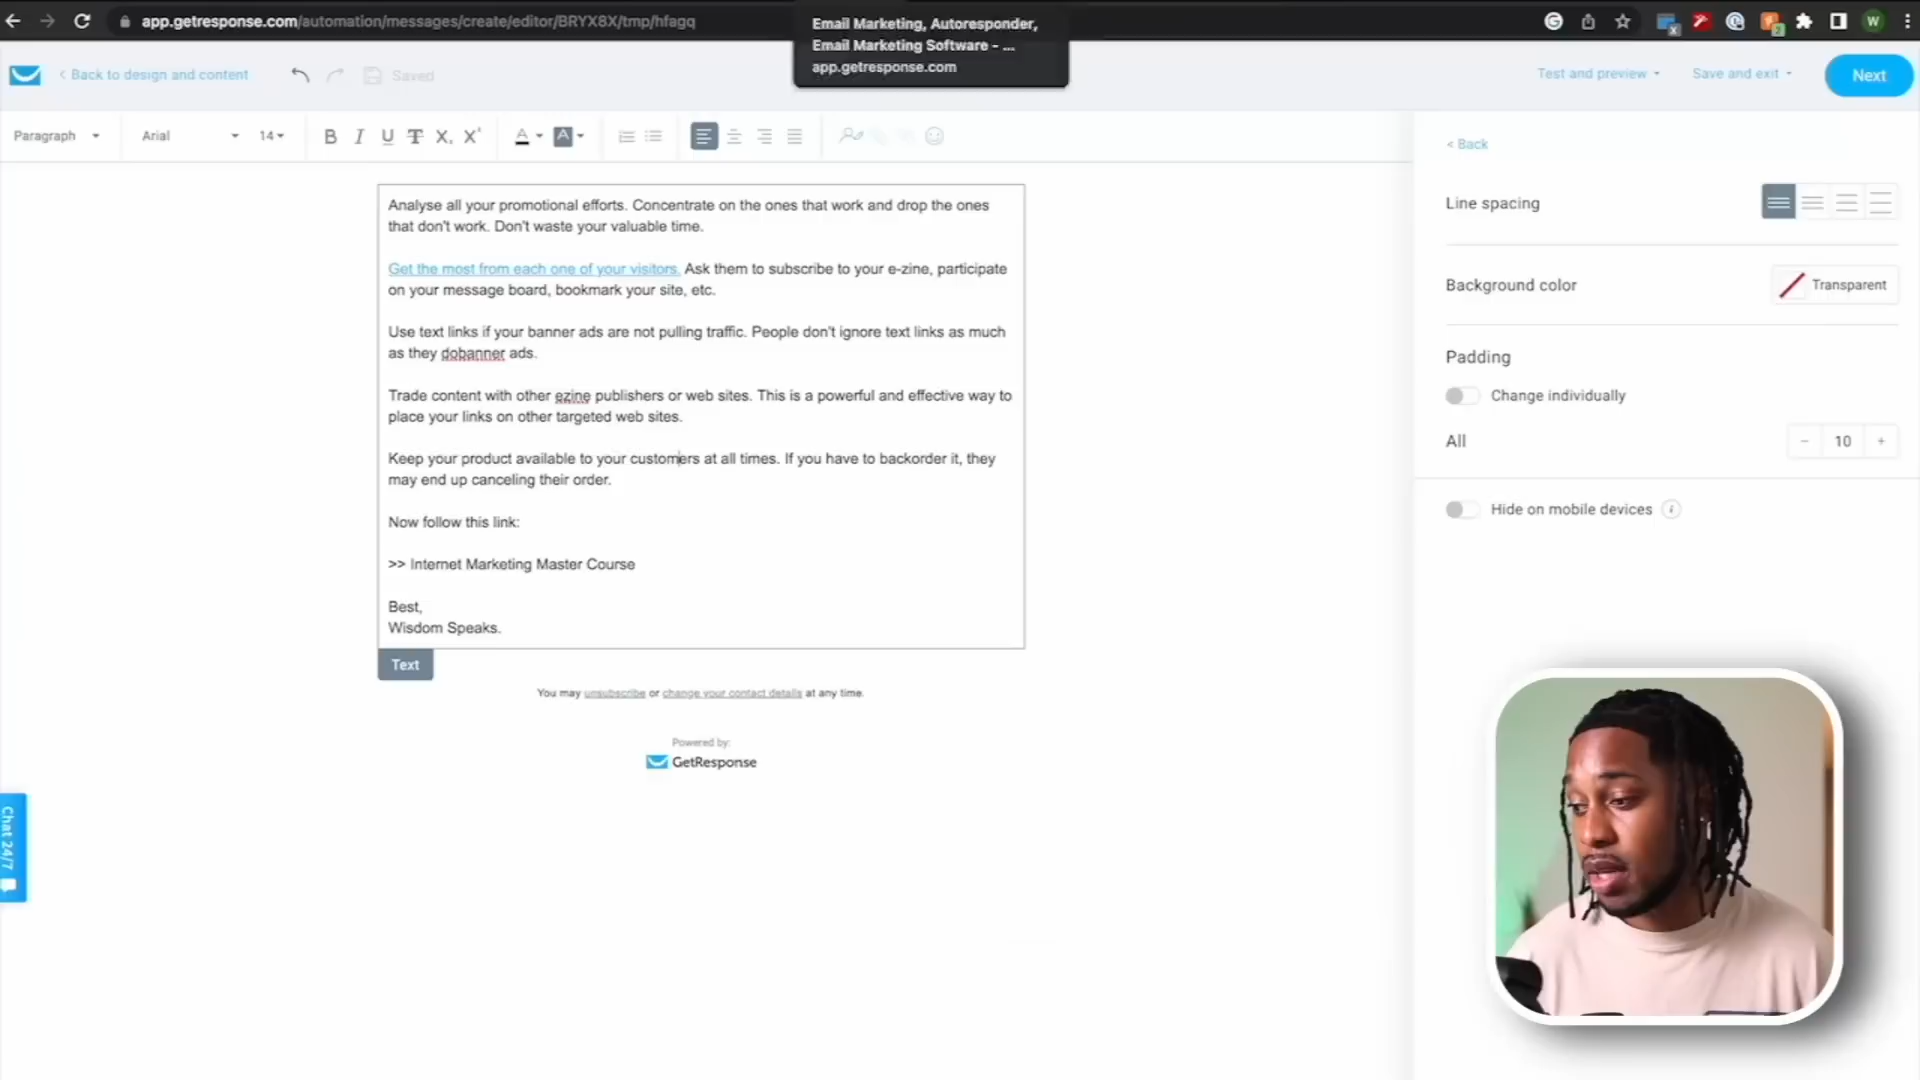 app.getresponse.com/automation/messages/create/editor/BRYX8X/tmp/hfagq
Email Marketing, Autoresponder,
Email Marketing Software - ...
app.getresponse.com
W
< Back to design and content
Saved
Test and preview
Save and exit
Next
Paragraph
Arial
14
B I U T X, X'
A
A
Analyse all your promotional efforts. Concentrate on the ones that work and drop the ones
that don't work. Don't waste your valuable time.
Get the most from each one of your visitors. Ask them to subscribe to your e-zine, participate
on your message board, bookmark your site, etc.
Use text links if your banner ads are not pulling traffic. People don't ignore text links as much
as they dobanner ads.
Trade content with other ezine publishers or web sites. This is a powerful and effective way to
place your links on other targeted web sites.
Keep your product available to your customers at all times. If you have to backorder it, they
may end up canceling their order.
Now follow this link:
>> Internet Marketing Master Course
Best,
Wisdom Speaks.
Text
You may unsubscribe or change your contact details at any time.
Powered by:
GetResponse
Chat 24/7
< Back
Line spacing
Background color
Transparent
Padding
Change individually
All
- 10 +
Hide on mobile devices i